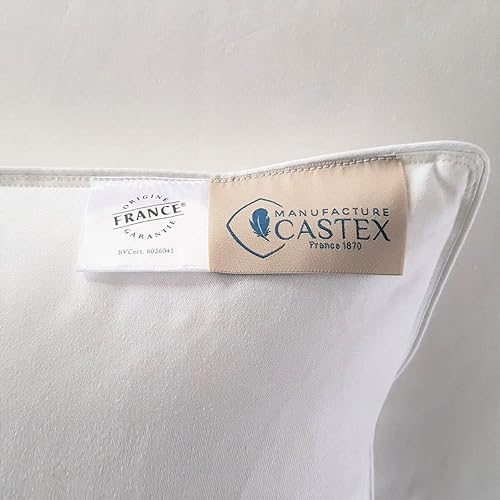 ORIGINE
FRANCE®
GARANTIE
BVCert. 6026041
MANUFACTURE
CASTEX
France 1870